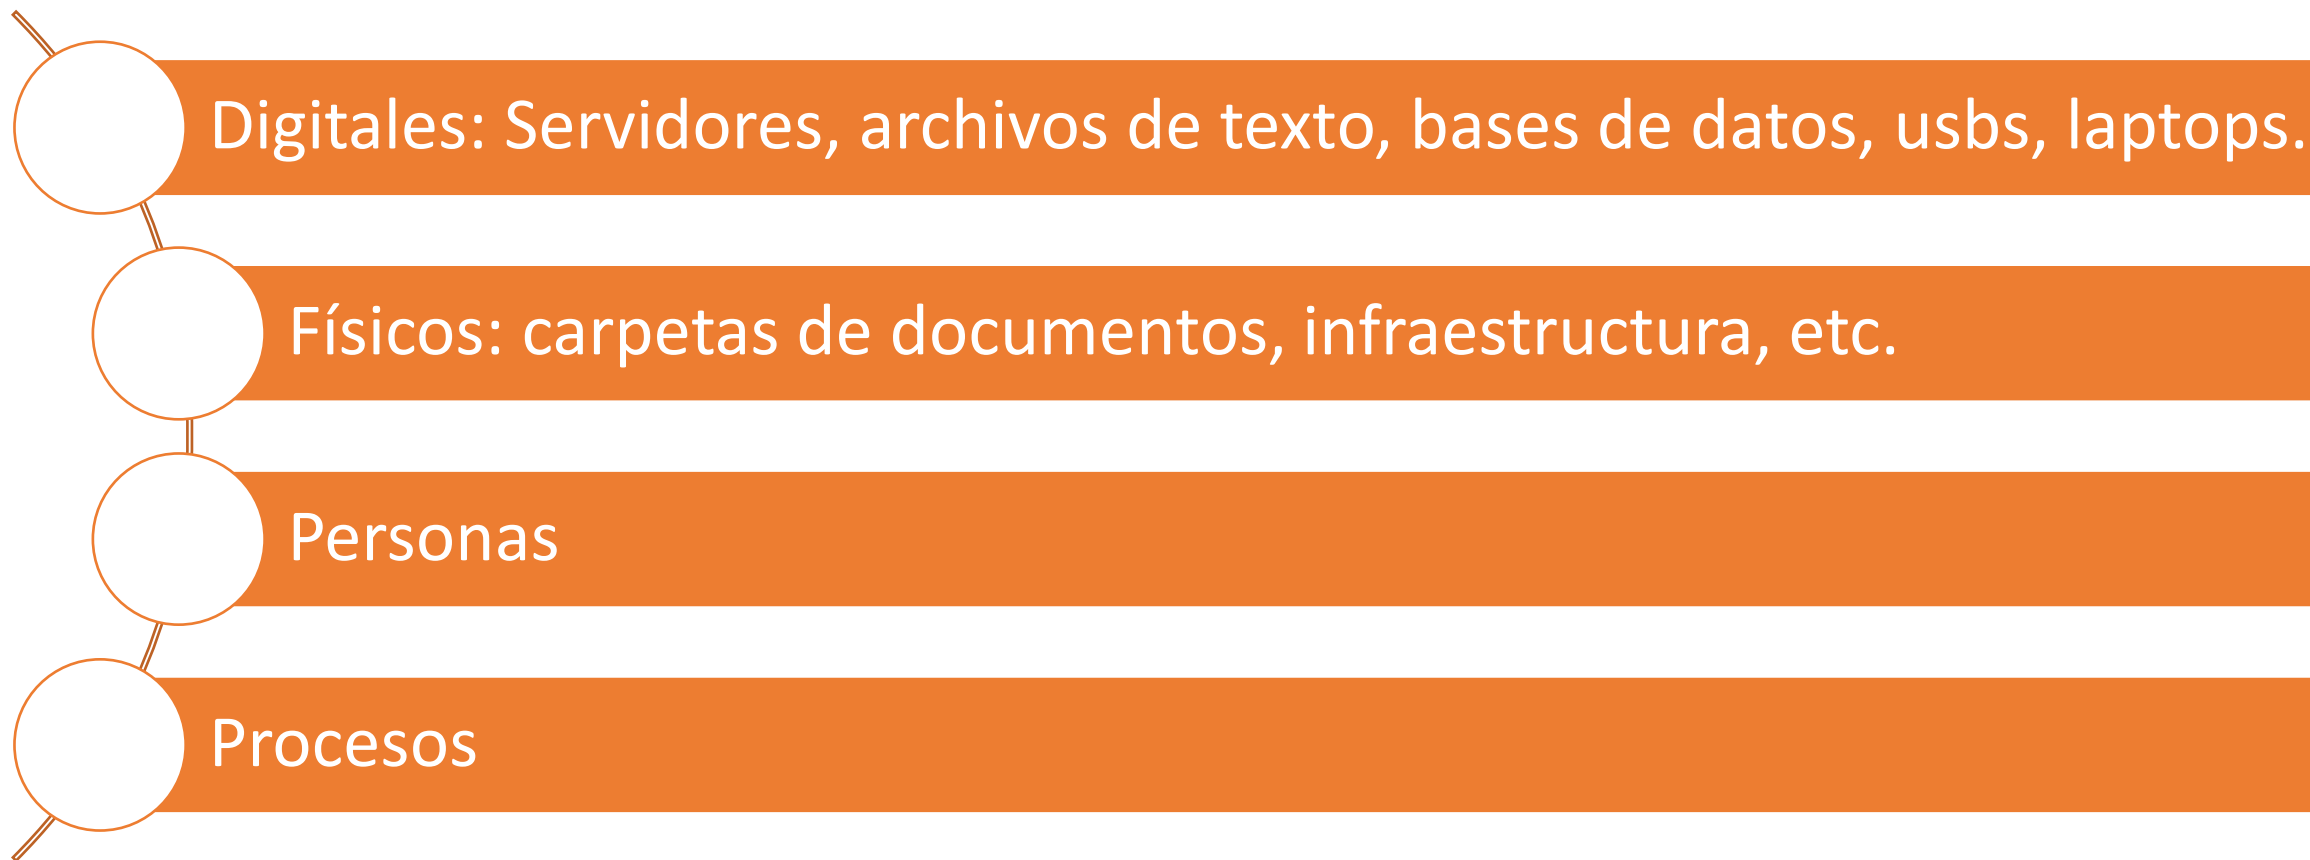 Digitales: Servidores, archivos de texto, bases de datos, usbs, laptops.
Físicos: carpetas de documentos, infraestructura, etc.
Personas
Procesos